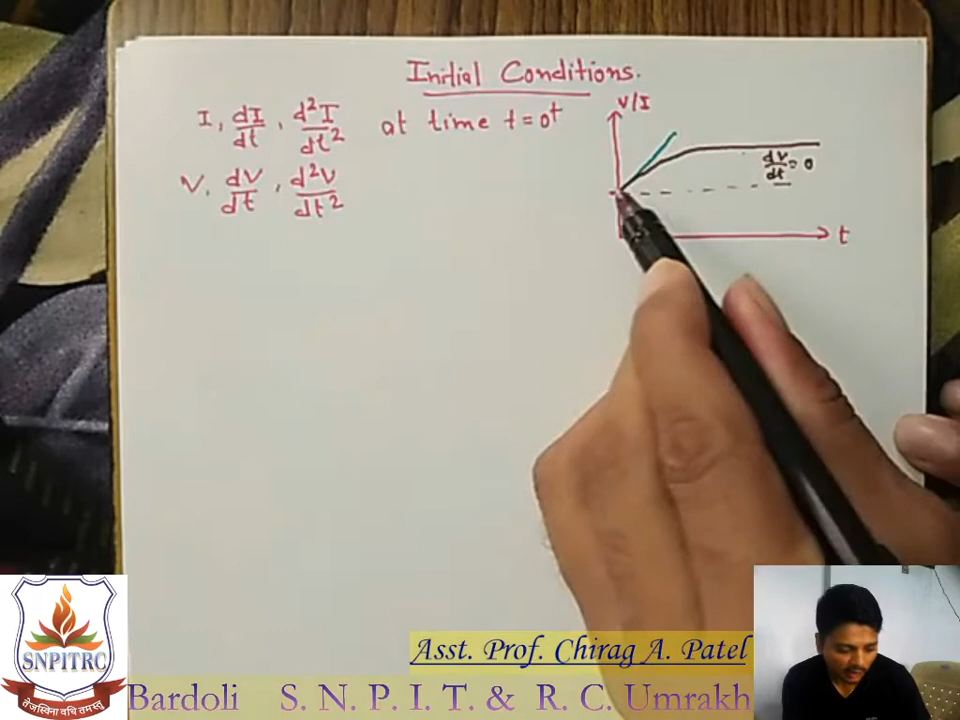 Initial Conditions.
I, dI/dt, d²I/dt² at time t=0⁺
V, dV/dt, d²V/dt²
V/I
dv/dt = 0
t
SNPITRC
Asst. Prof. Chirag A. Patel
Bardoli S. N. P. I. T. & R. C. Umrakh